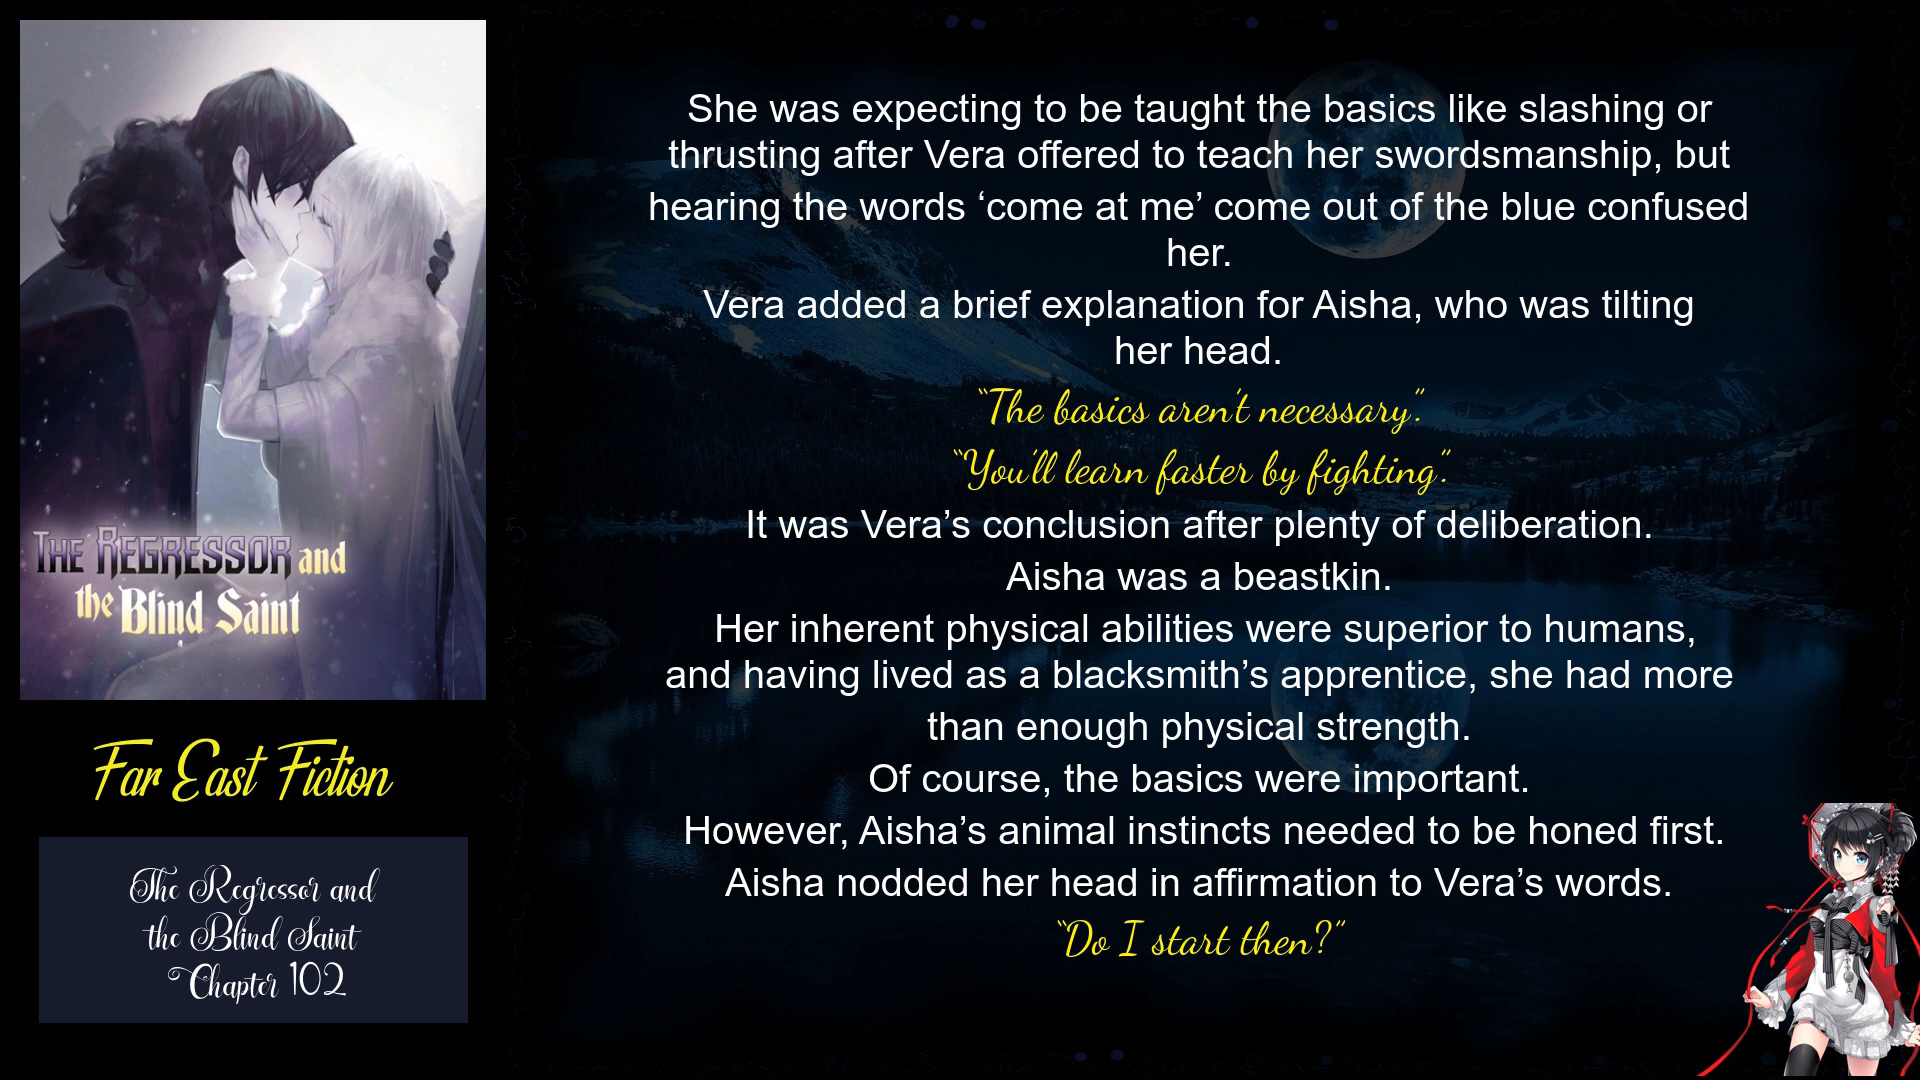 THE REGRESSOR and
the Blind Saint
Far East Fiction
The Regressor and
the Blind Saint
Chapter 102
She was expecting to be taught the basics like slashing or
thrusting after Vera offered to teach her swordsmanship, but
hearing the words ‘come at me’ come out of the blue confused
her.
Vera added a brief explanation for Aisha, who was tilting
her head.
“The basics aren’t necessary.”
“You’ll learn faster by fighting.”
It was Vera’s conclusion after plenty of deliberation.
Aisha was a beastkin.
Her inherent physical abilities were superior to humans,
and having lived as a blacksmith’s apprentice, she had more
than enough physical strength.
Of course, the basics were important.
However, Aisha’s animal instincts needed to be honed first.
Aisha nodded her head in affirmation to Vera’s words.
“Do I start then?”